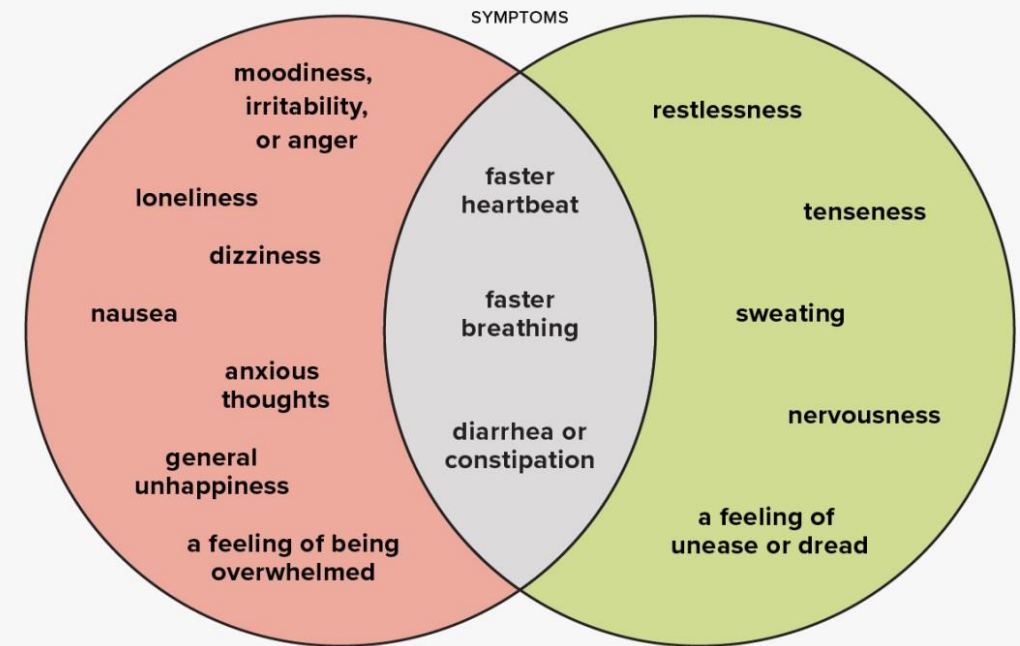 SYMPTOMS
moodiness,
irritability,
or anger
loneliness
dizziness
nausea
anxious
thoughts
general
unhappiness
a feeling of being
overwhelmed
faster
heartbeat
faster
breathing
diarrhea or
constipation
restlessness
tenseness
sweating
nervousness
a feeling of
unease or dread